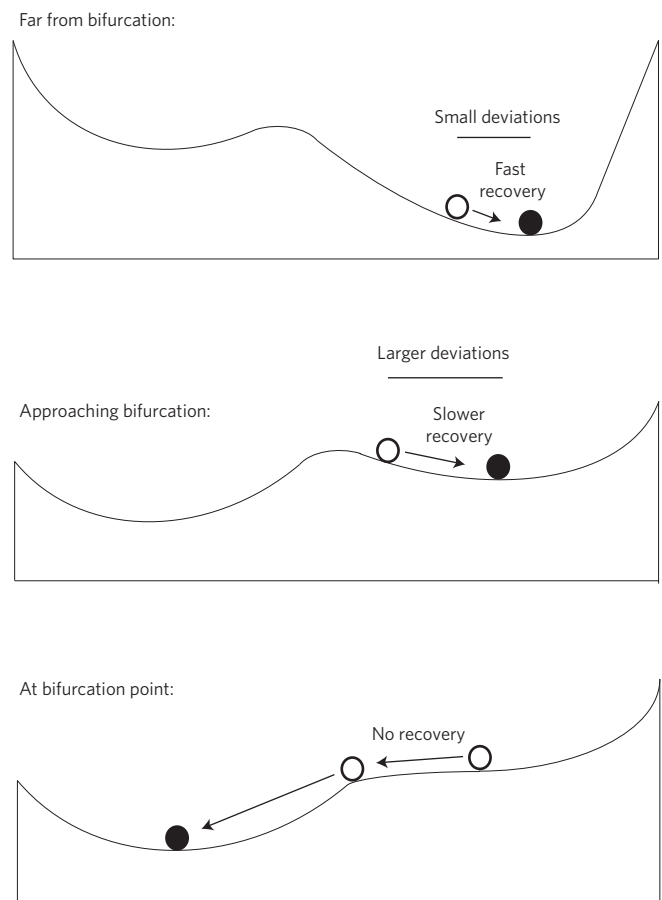 Far from bifurcation:
Small deviations
Fast
recovery
Larger deviations
Approaching bifurcation:
Slower
recovery
At bifurcation point:
No recovery